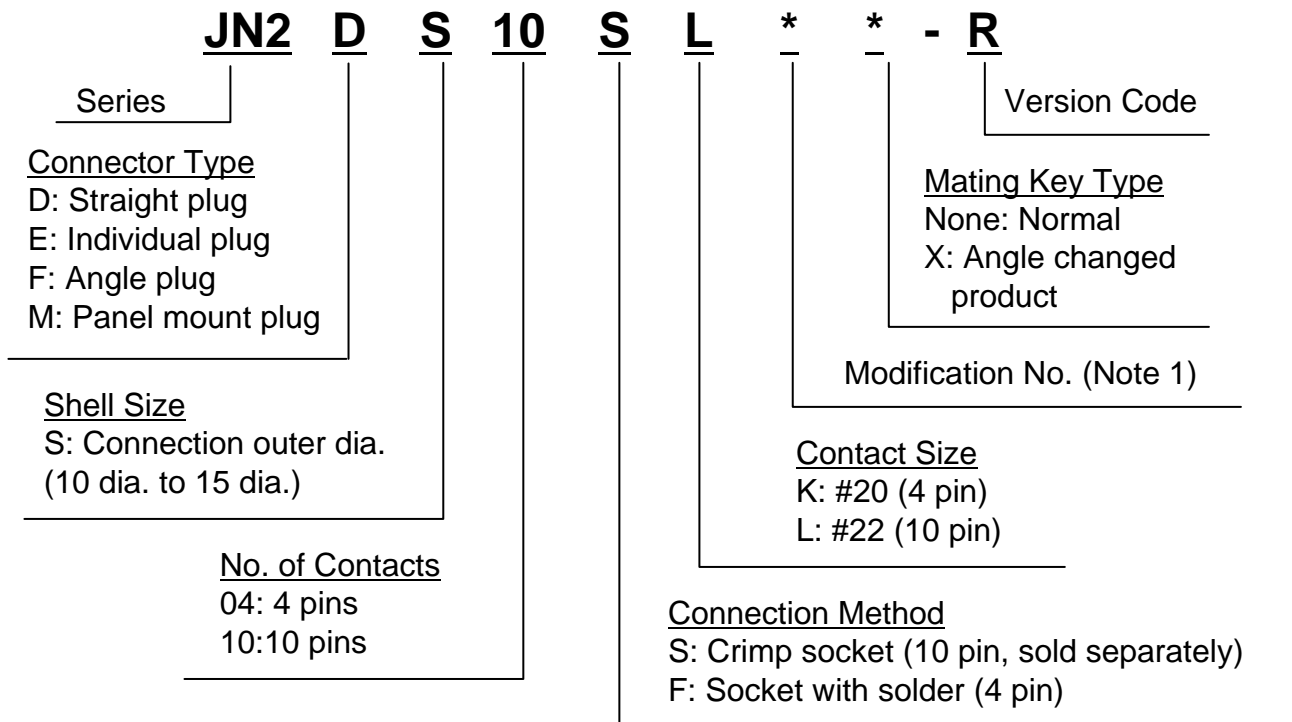 JN2 D S 10 S L * * - R
Series
Version Code
Connector Type
D: Straight plug
E: Individual plug
F: Angle plug
M: Panel mount plug
Mating Key Type
None: Normal
X: Angle changed
product
Modification No. (Note 1)
Shell Size
S: Connection outer dia.
(10 dia. to 15 dia.)
Contact Size
K: #20 (4 pin)
L: #22 (10 pin)
No. of Contacts
04: 4 pins
10:10 pins
Connection Method
S: Crimp socket (10 pin, sold separately)
F: Socket with solder (4 pin)